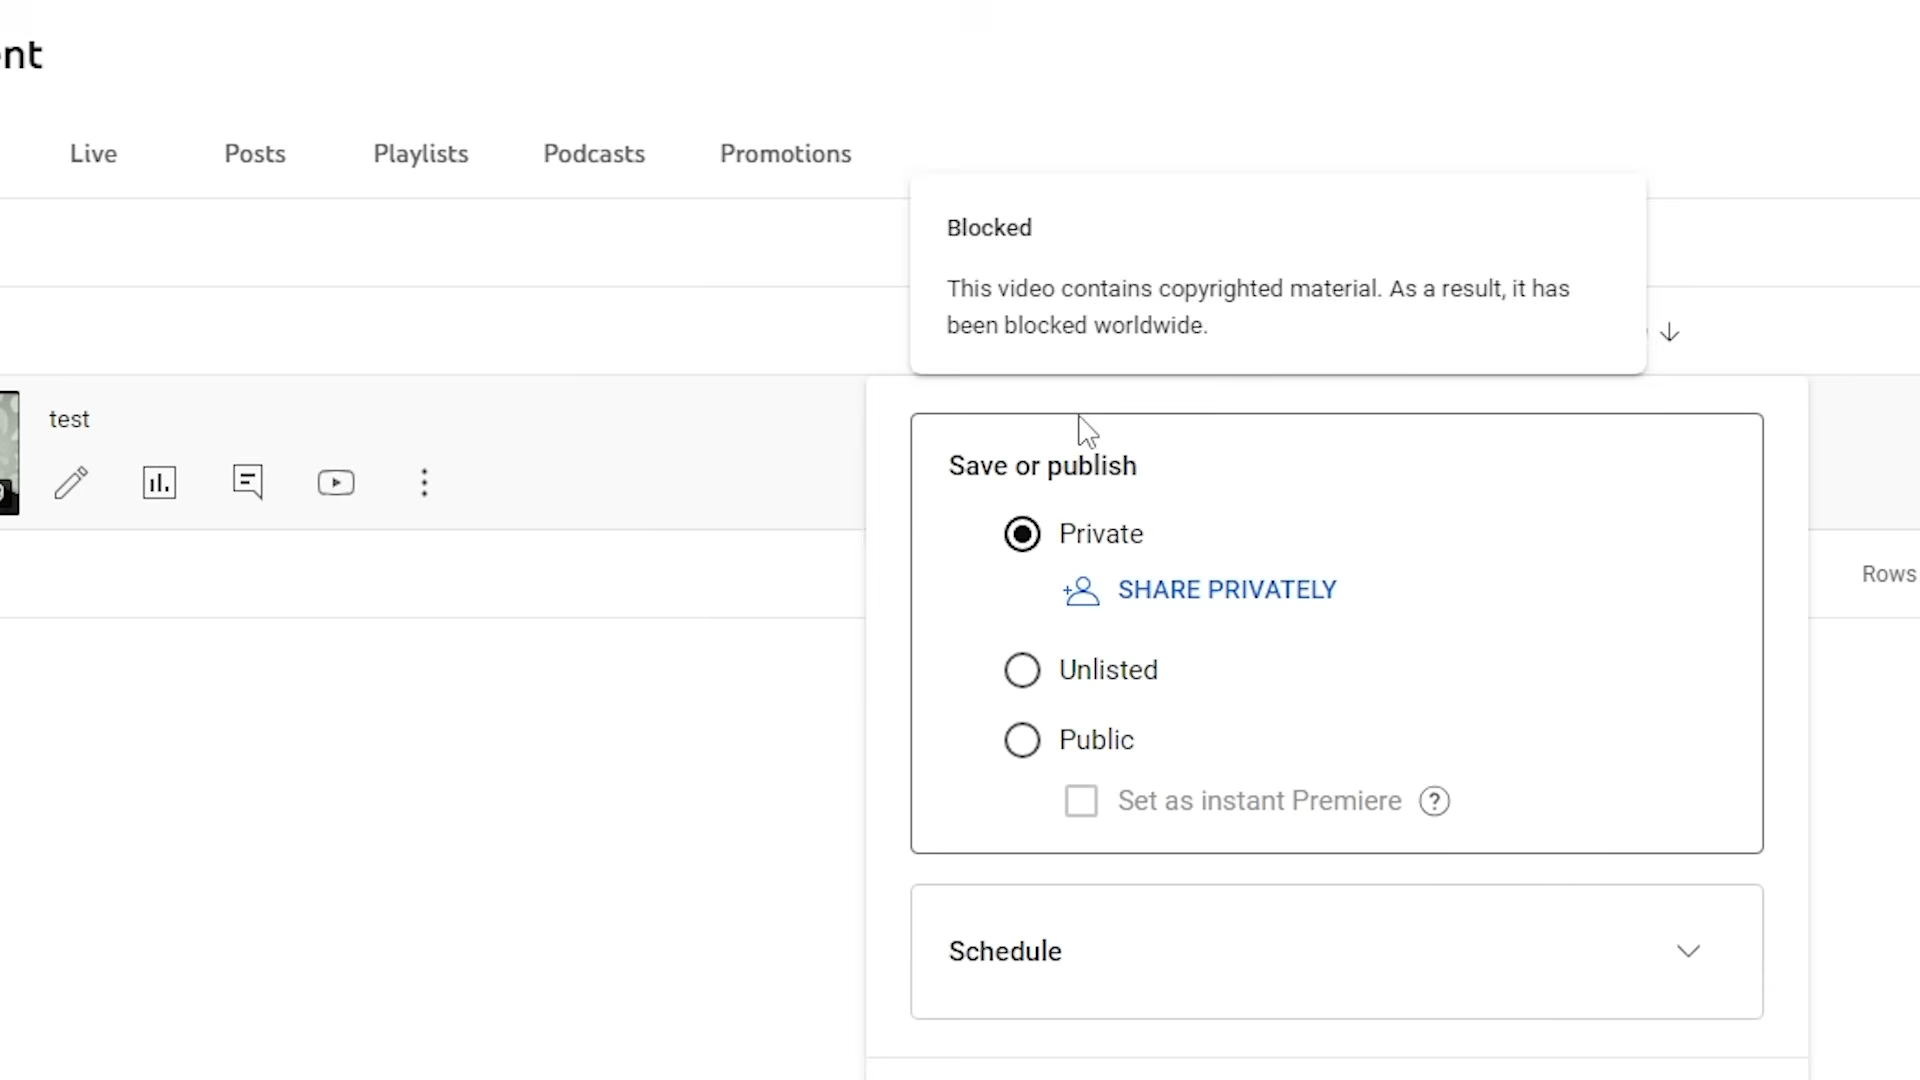 ent
Live Posts Playlists Podcasts Promotions
Blocked
This video contains copyrighted material. As a result, it has
been blocked worldwide.
test
Save or publish
Private
SHARE PRIVATELY
Unlisted
Public
Set as instant Premiere ?
Schedule
Rows